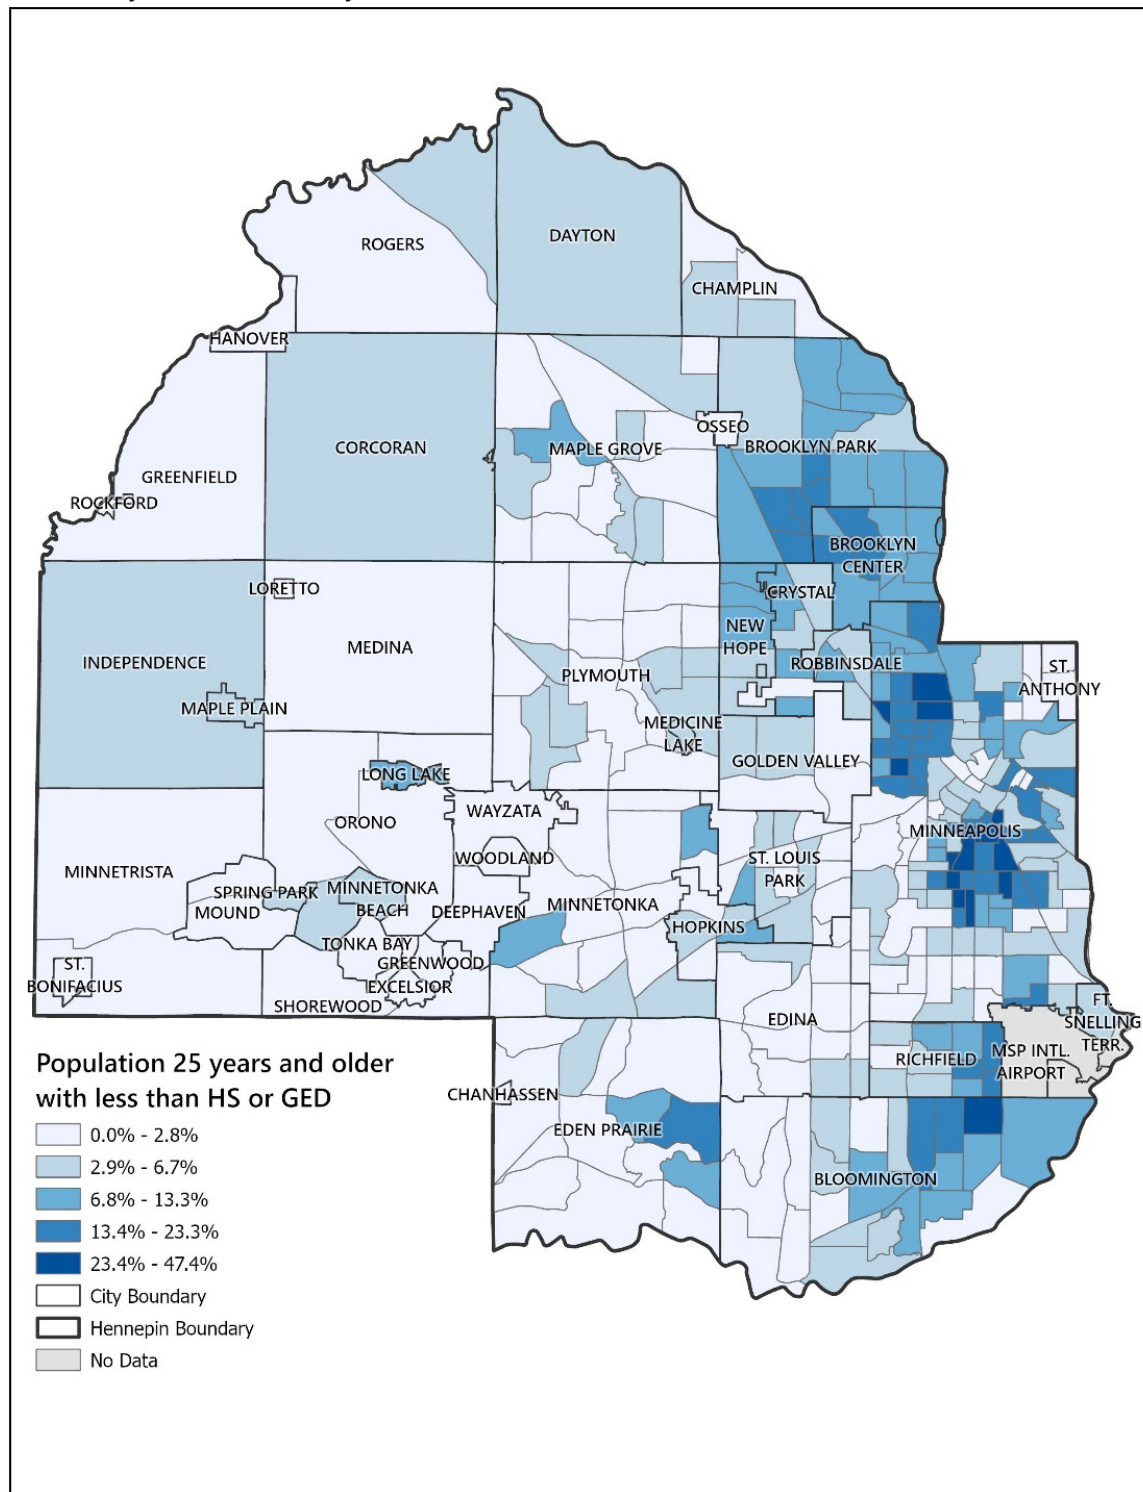 ROGERS
DAYTON
CHAMPLIN
HANOVER
CORCORAN
MAPLE GROVE
OSSEO
BROOKLYN PARK
GREENFIELD
ROCKFORD
BROOKLYN
CENTER
LORETTO
CRYSTAL
NEW
HOPE
MEDINA
INDEPENDENCE
PLYMOUTH
ROBBINSDALE
ST.
ANTHONY
MAPLE PLAIN
MEDICINE
LAKE
GOLDEN VALLEY
LONG LAKE
WAYZATA
ORONO
MINNEAPOLIS
WOODLAND
ST. LOUIS
PARK
MINNETRISTA
SPRING PARK
MINNETONKA
BEACH
MOUND
DEEPHAVEN
MINNETONKA
HOPKINS
TONKA BAY
GREENWOOD
ST.
BONIFACIUS
EXCELSIOR
SHOREWOOD
EDINA
FT.
SNELLING
TERR.
RICHFIELD
MSP INTL.
AIRPORT
CHANHASSEN
EDEN PRAIRIE
BLOOMINGTON
Population 25 years and older
with less than HS or GED
0.0% - 2.8%
2.9% - 6.7%
6.8% - 13.3%
13.4% - 23.3%
23.4% - 47.4%
City Boundary
Hennepin Boundary
No Data